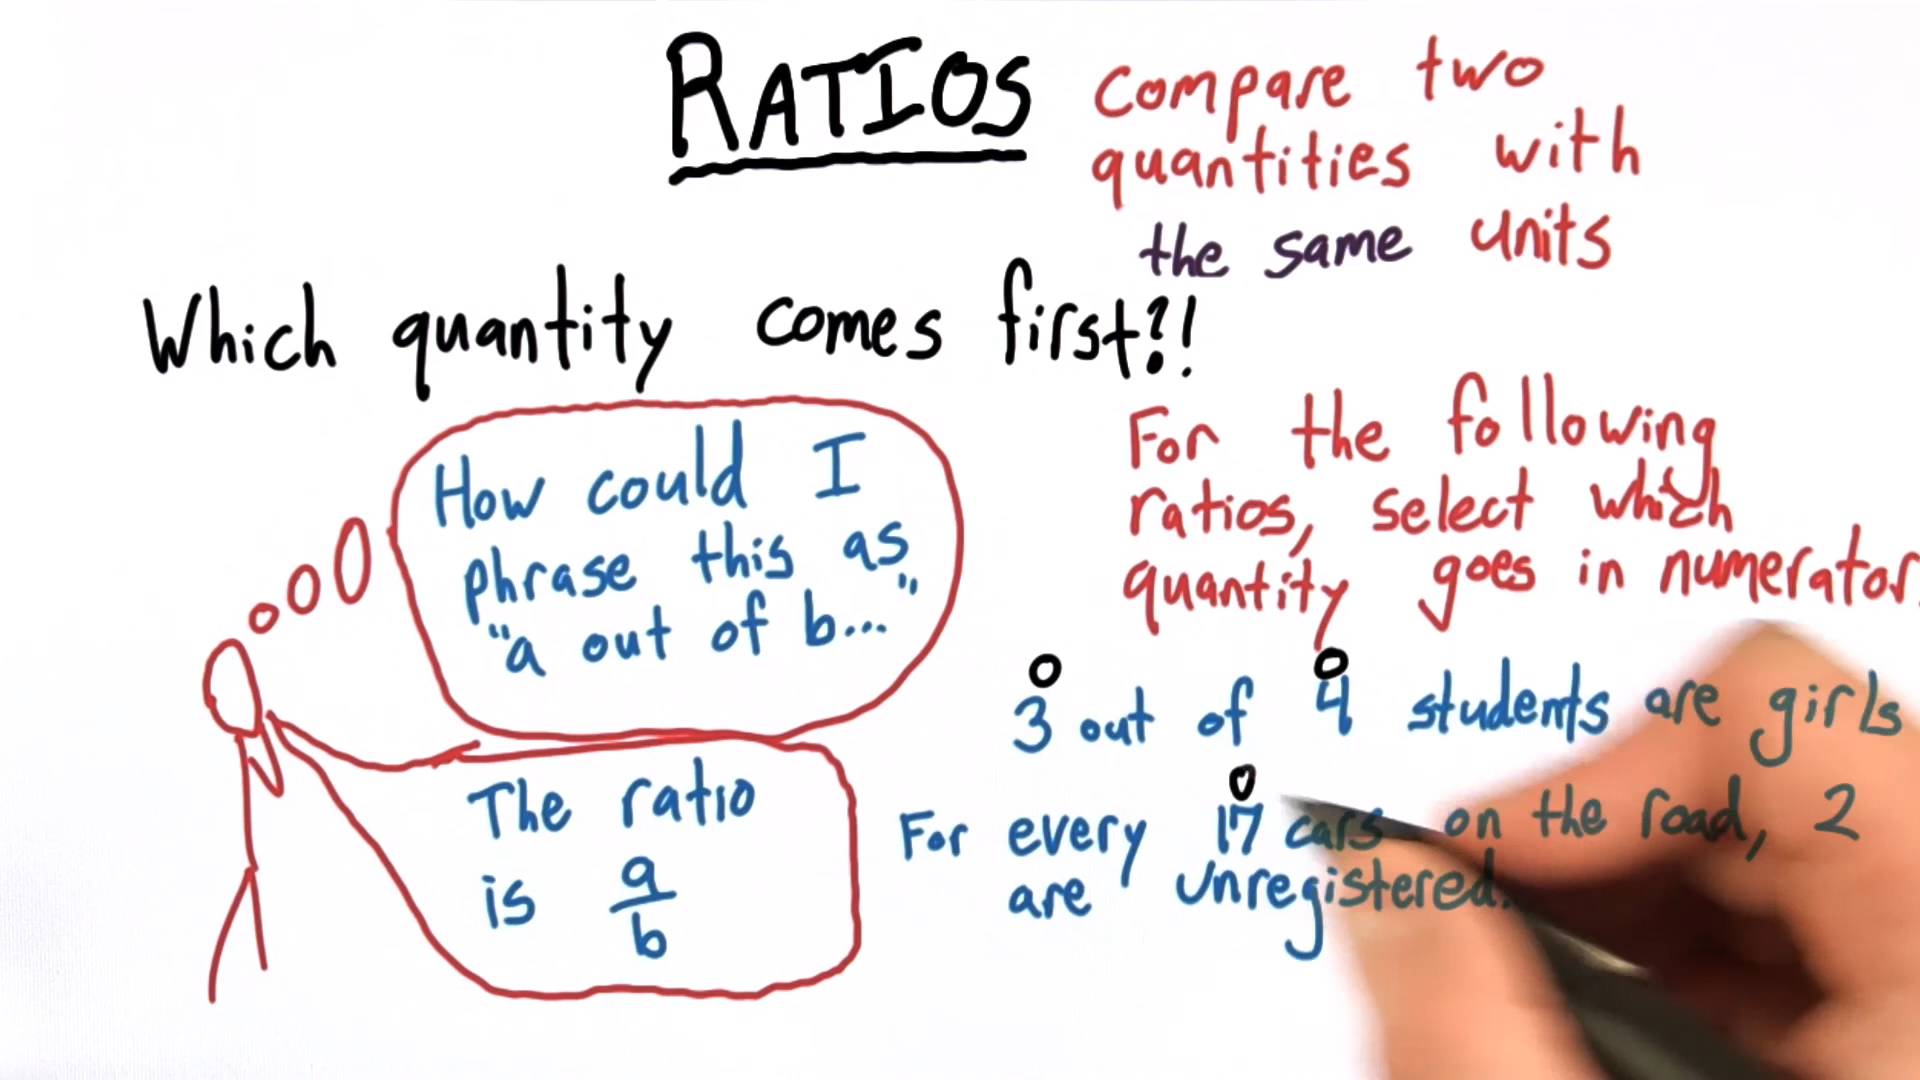 RATIOS
compare two
quantities with
the same units
Which quantity comes first?!
How could I
phrase this as
"a out of b..."
The ratio
is a
b
For the following
ratios, select which
quantity goes in numerator.
3 out of 4 students are girls
For every 17 cars on the road, 2
are unregistered.